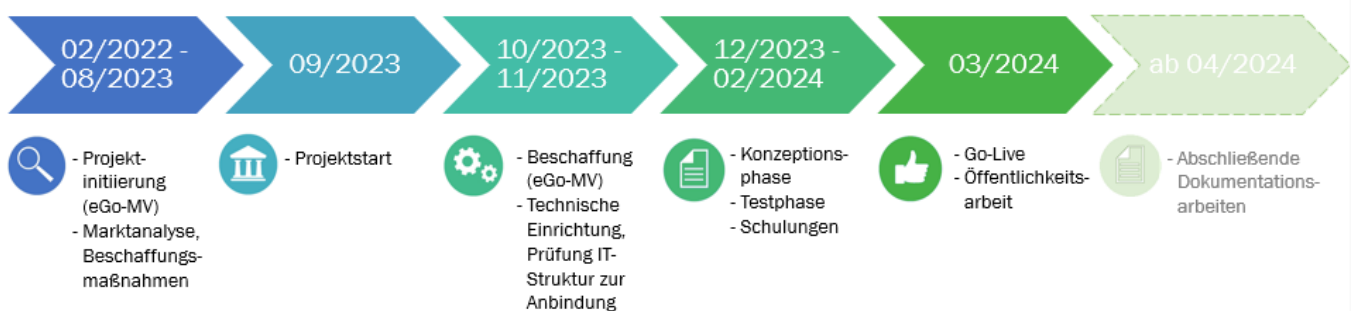 02/2022 -
08/2023
09/2023
10/2023 -
11/2023
12/2023 -
02/2024
03/2024
ab 04/2024
- Projekt-
initiierung
(eGo-MV)
- Marktanalyse,
Beschaffungs-
maßnahmen
- Projektstart
- Beschaffung
(eGo-MV)
- Technische
Einrichtung,
Prüfung IT-
Struktur zur
Anbindung
- Konzeptions-
phase
- Testphase
- Schulungen
- Go-Live
- Öffentlichkeits-
arbeit
- Abschließende
Dokumentations-
arbeiten